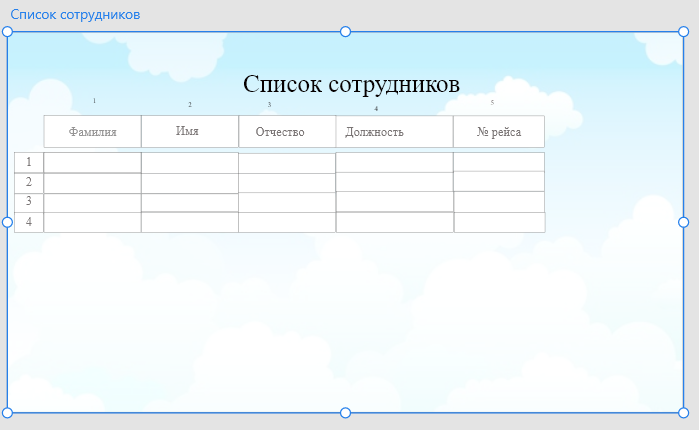 Список сотрудников
Список сотрудников
1 2 3 4 5
Фамилия Имя Отчество Должность № рейса
1
2
3
4